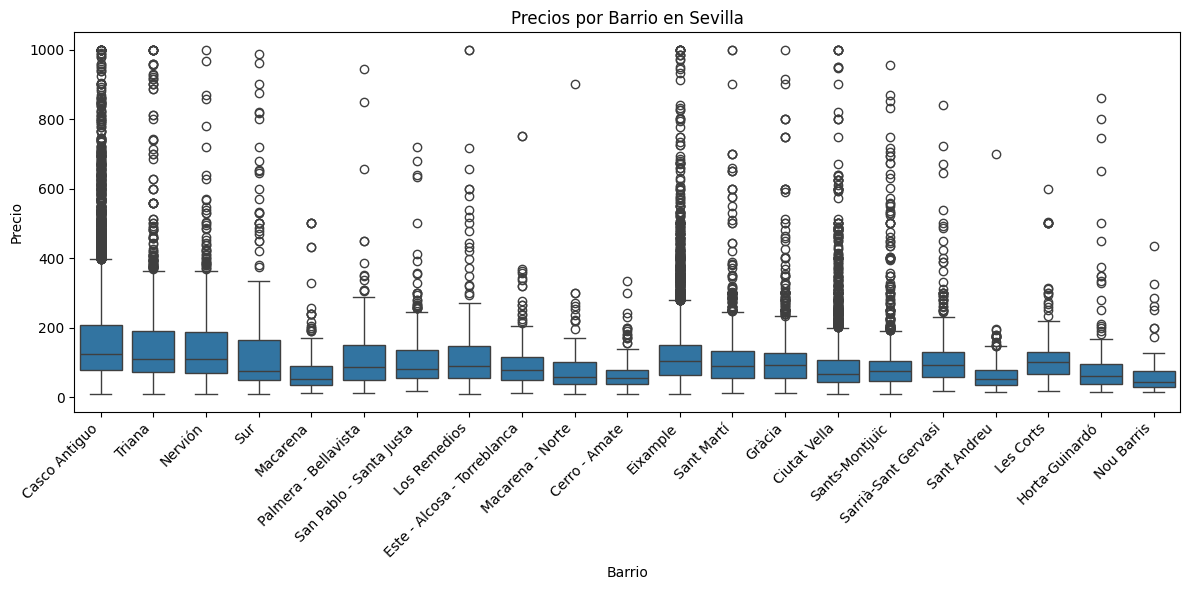 Precios por Barrio en Sevilla
Precio
1000
800
600
400
200
0
Casco Antiguo
Triana
Nervión
Sur
Macarena
Palmera - Bellavista
San Pablo - Santa Justa
Los Remedios
Este - Alcosa - Torreblanca
Macarena - Norte
Cerro - Amate
Eixample
Sant Martí
Gràcia
Ciutat Vella
Sants-Montjuïc
Sarrià-Sant Gervasi
Sant Andreu
Les Corts
Horta-Guinardó
Nou Barris
Barrio